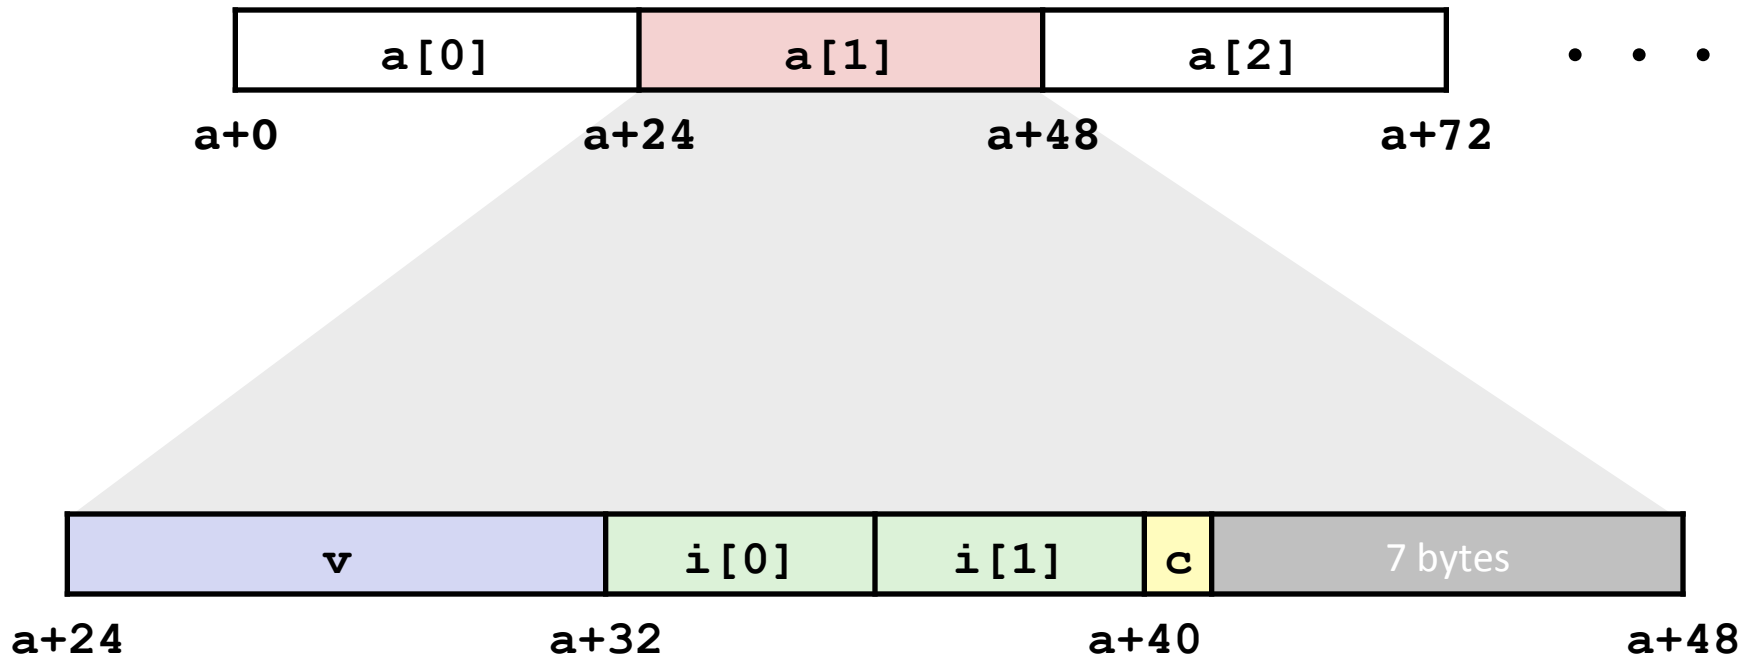 a[0] a[1] a[2] • • •
a+0 a+24 a+48 a+72
v i[0] i[1] c 7 bytes
a+24 a+32 a+40 a+48